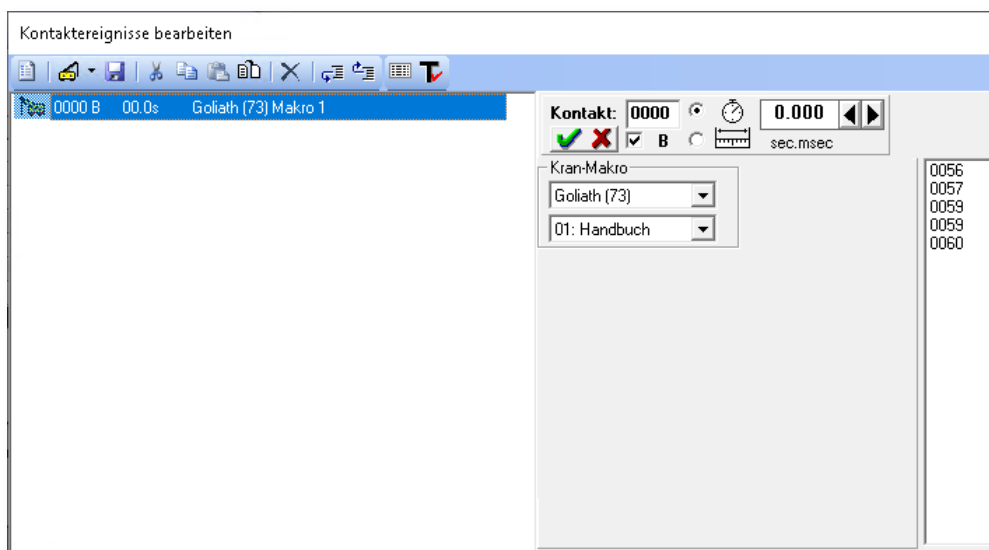 Kontaktereignisse bearbeiten
0000 B 00.0s Goliath (73) Makro 1
Kontakt: 0000 0.000
B sec.msec
Kran-Makro
Goliath (73)
01: Handbuch
0056
0057
0059
0059
0060